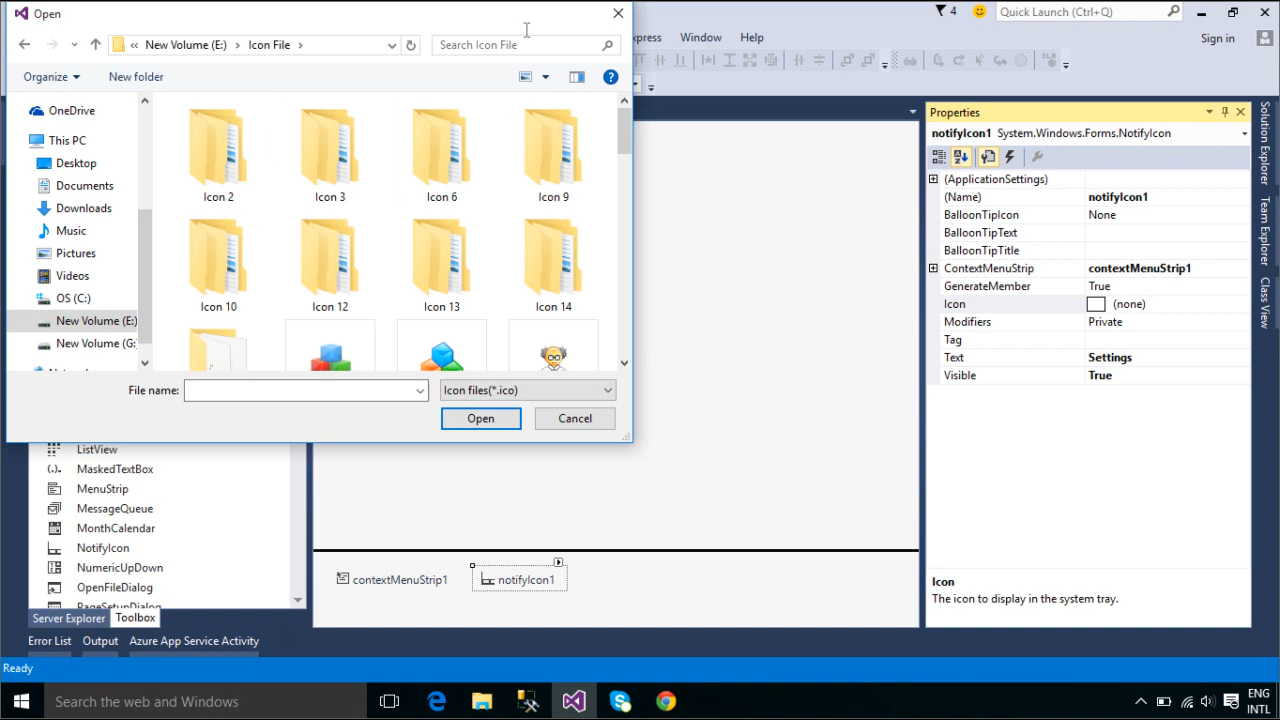 Open
4
Quick Launch (Ctrl+Q)
xpress Window Help
Sign in
« New Volume (E:) › Icon File ›
Search Icon File
Organize
New folder
OneDrive
This PC
Desktop
Documents
Downloads
Music
Pictures
Videos
OS (C:)
New Volume (E:)
New Volume (G:
Icon 2
Icon 3
Icon 6
Icon 9
Icon 10
Icon 12
Icon 13
Icon 14
File name:
Icon files(*.ico)
Open
Cancel
ListView
MaskedTextBox
MenuStrip
MessageQueue
MonthCalendar
NotifyIcon
NumericUpDown
OpenFileDialog
PageSetupDialog
Server Explorer Toolbox
Error List Output Azure App Service Activity
contextMenuStrip1
notifyIcon1
Properties
notifyIcon1 System.Windows.Forms.NotifyIcon
(ApplicationSettings)
(Name) notifyIcon1
BalloonTipIcon None
BalloonTipText
BalloonTipTitle
ContextMenuStrip contextMenuStrip1
GenerateMember True
Icon (none)
Modifiers Private
Tag
Text Settings
Visible True
Icon
The icon to display in the system tray.
Solution Explorer
Team Explorer
Class View
Ready
Search the web and Windows
ENG
INTL